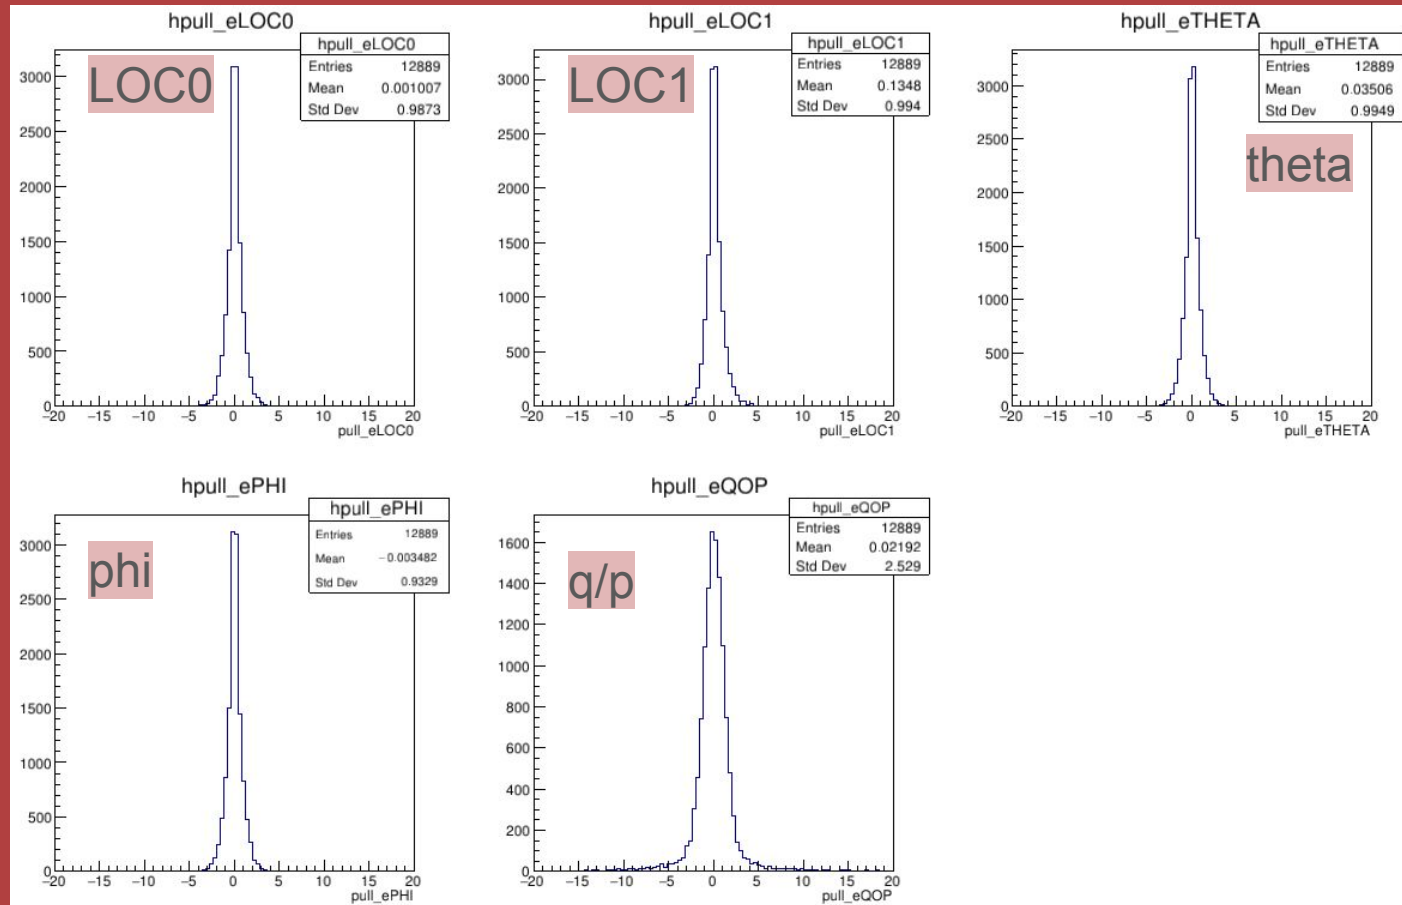 hpull_eLOC0
hpull_eLOC0
Entries 12889
Mean 0.001007
Std Dev 0.9873
LOC0
3000
2500
2000
1500
1000
500
0
−20 −15 −10 −5 0 5 10 15 20
pull_eLOC0
hpull_eLOC1
hpull_eLOC1
Entries 12889
Mean 0.1348
Std Dev 0.994
LOC1
3000
2500
2000
1500
1000
500
0
−20 −15 −10 −5 0 5 10 15 20
pull_eLOC1
hpull_eTHETA
hpull_eTHETA
Entries 12889
Mean 0.03506
Std Dev 0.9949
theta
3000
2500
2000
1500
1000
500
0
−20 −15 −10 −5 0 5 10 15 20
pull_eTHETA
hpull_ePHI
hpull_ePHI
Entries 12889
Mean −0.003482
Std Dev 0.9329
phi
3000
2500
2000
1500
1000
500
0
−20 −15 −10 −5 0 5 10 15 20
pull_ePHI
hpull_eQOP
hpull_eQOP
Entries 12889
Mean 0.02192
Std Dev 2.529
q/p
1600
1400
1200
1000
800
600
400
200
0
−20 −15 −10 −5 0 5 10 15 20
pull_eQOP